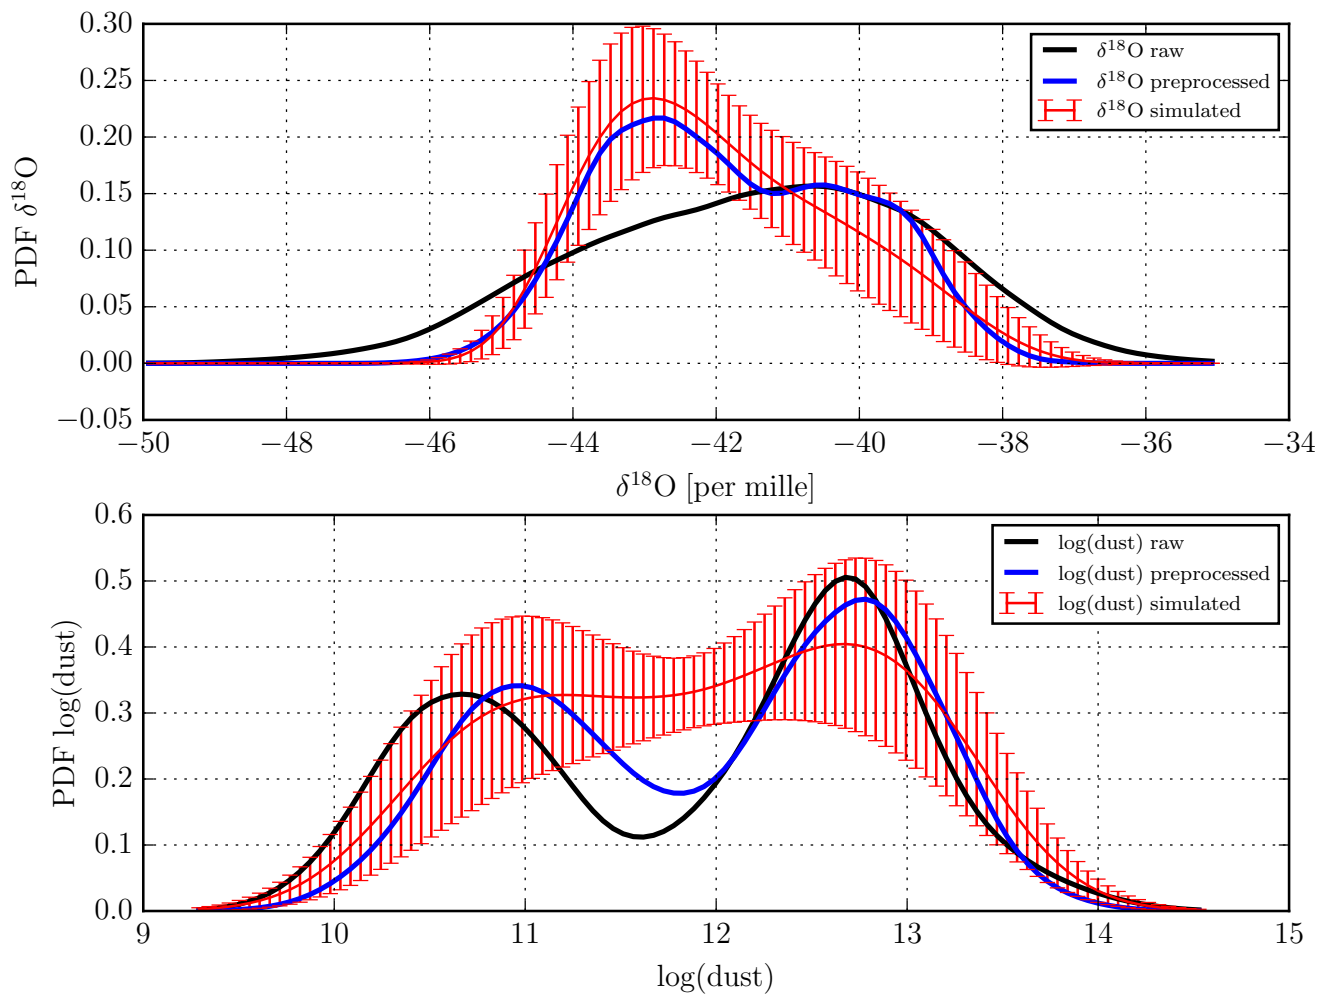 0.30
0.25
0.20
0.15
0.10
0.05
0.00
−0.05
PDF δ¹⁸O
δ¹⁸O raw
δ¹⁸O preprocessed
δ¹⁸O simulated
−50 −48 −46 −44 −42 −40 −38 −36 −34
δ¹⁸O [per mille]
0.6
0.5
0.4
0.3
0.2
0.1
0.0
PDF log(dust)
log(dust) raw
log(dust) preprocessed
log(dust) simulated
9 10 11 12 13 14 15
log(dust)